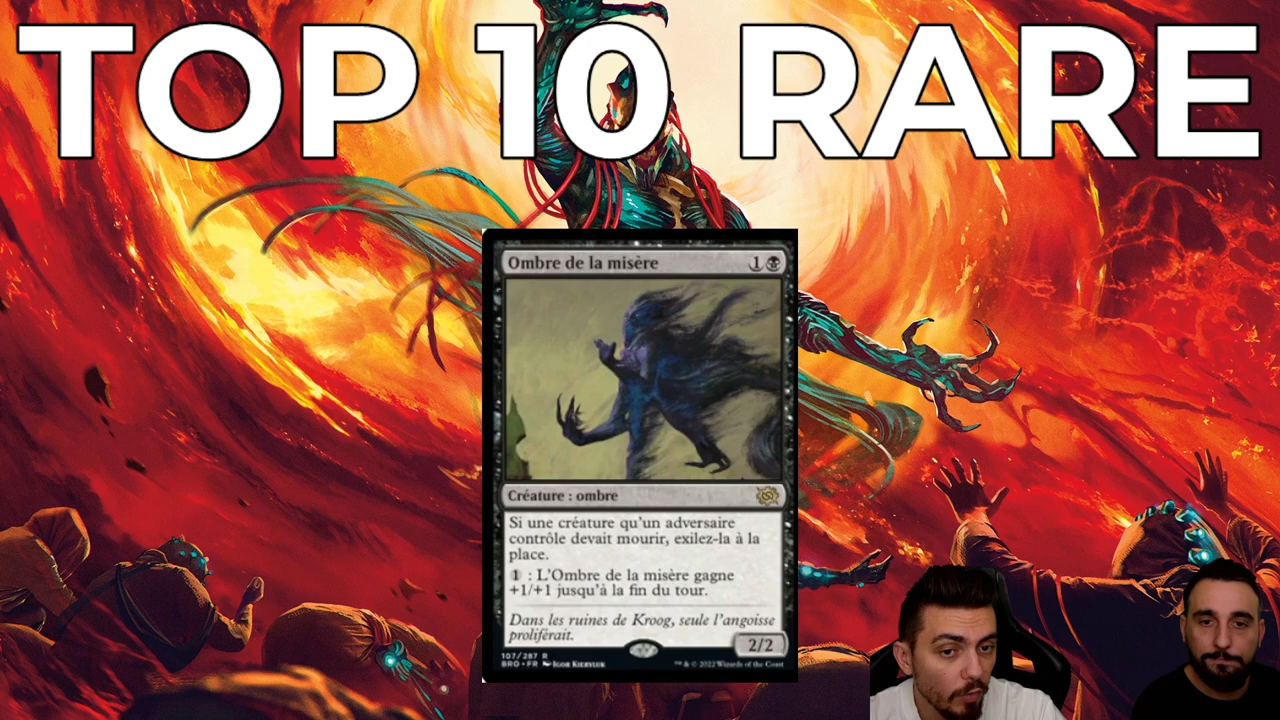 TOP 10 RARE
Ombre de la misère 1
Créature : ombre
Si une créature qu'un adversaire
contrôle devait mourir, exilez-la à la
place.
1 : L'Ombre de la misère gagne
+1/+1 jusqu'à la fin du tour.
Dans les ruines de Kroog, seule l'angoisse
proliférait.
2/2
107/287 R
BRO • FR Igor Kieryluk
™ & © 2022 Wizards of the Coast